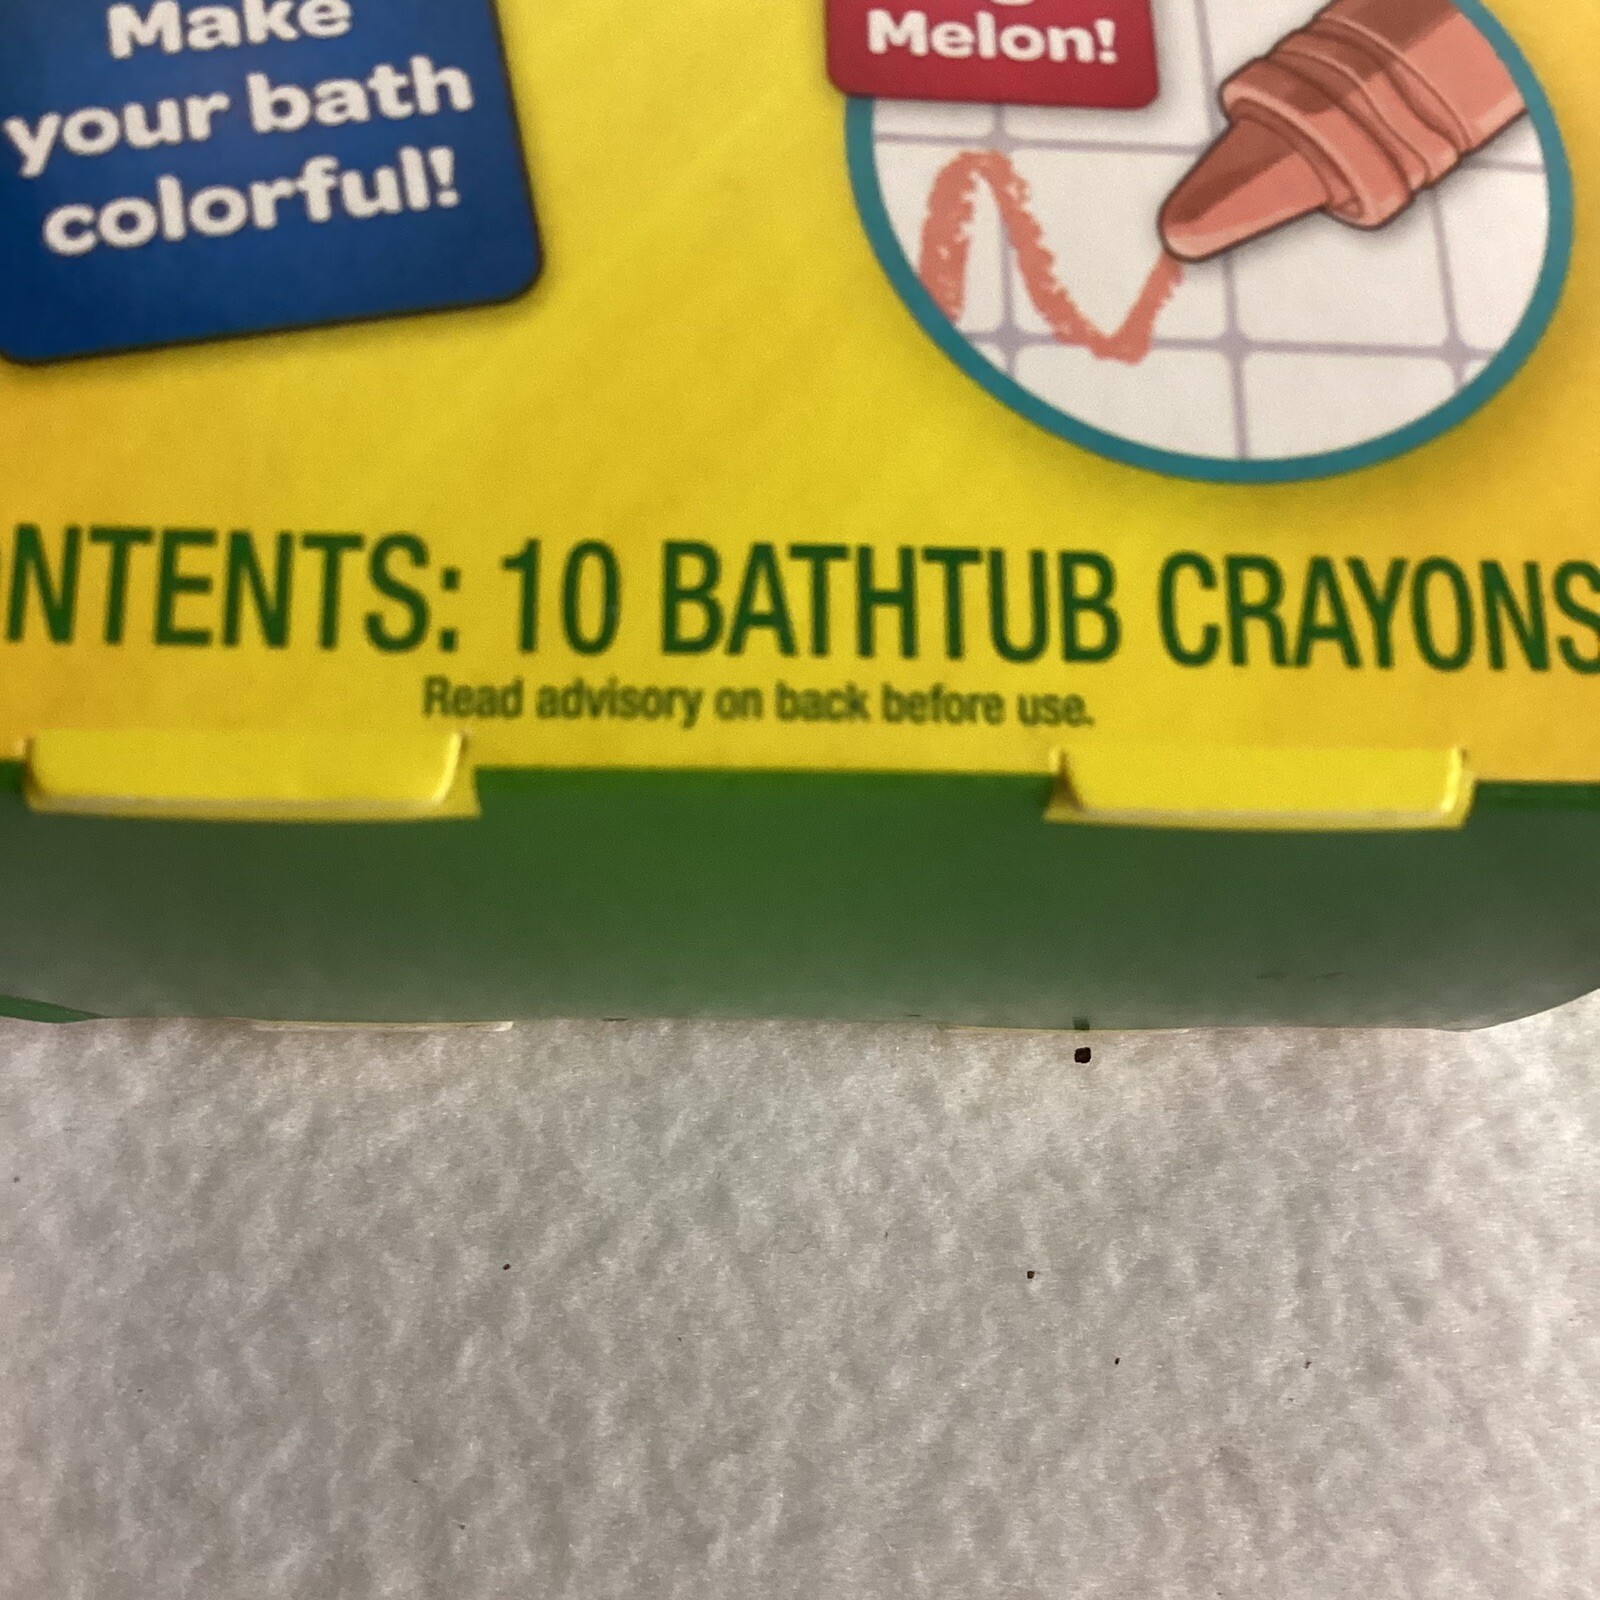 Make
your bath
colorful!
Melon!
NTENTS: 10 BATHTUB CRAYONS
Read advisory on back before use.